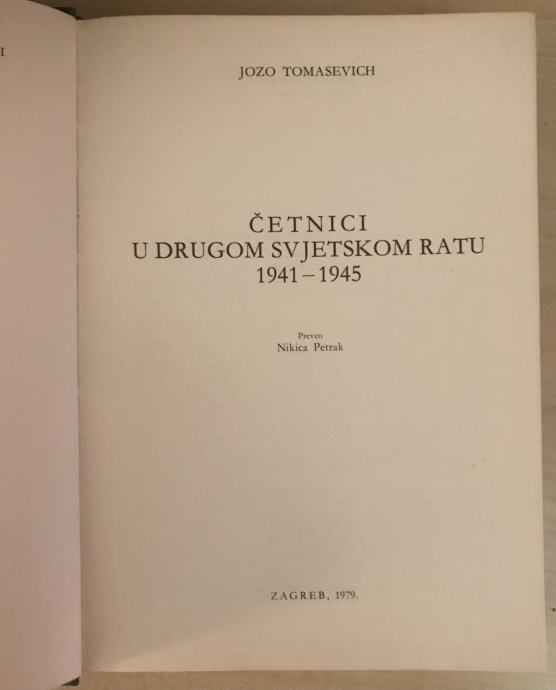 I
JOZO TOMASEVICH
ČETNICI
U DRUGOM SVJETSKOM RATU
1941–1945
Preveo
Nikica Petrak
ZAGREB, 1979.